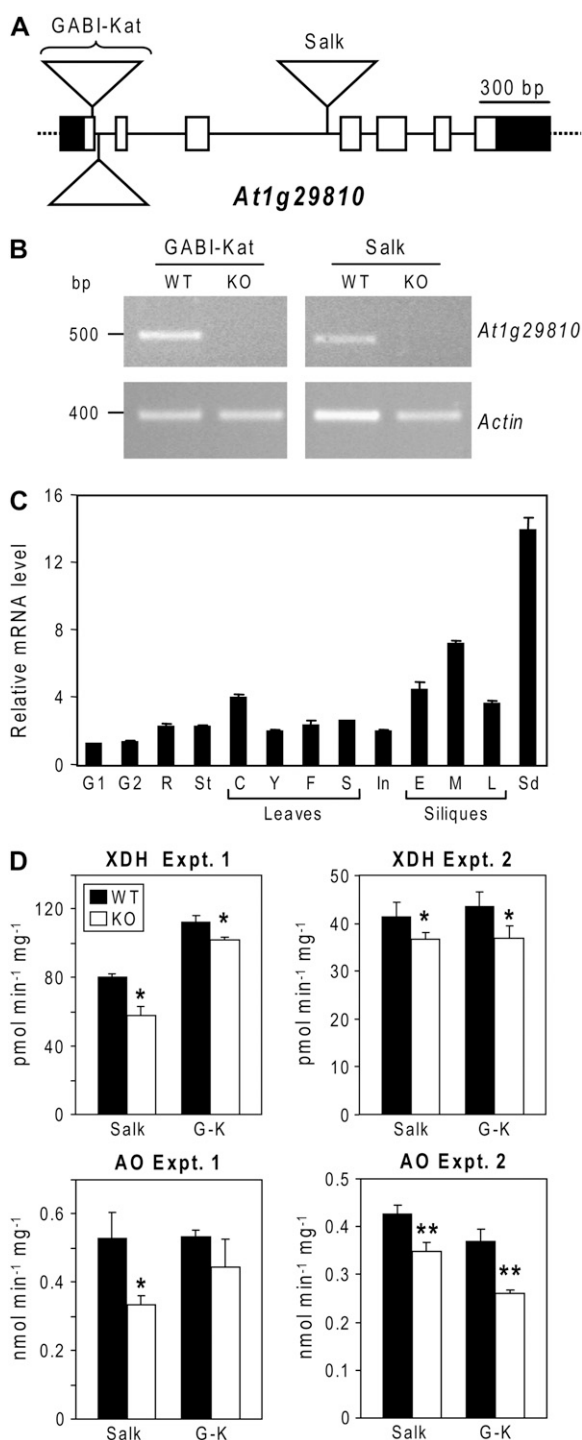 A
GABI-Kat
Salk
300 bp
At1g29810
B
GABI-Kat Salk
bp WT KO WT KO
500
At1g29810
400
Actin
C
Relative mRNA level
16
12
8
4
0
G1 G2 R St C Y F S In E M L Sd
Leaves Siliques
D
XDH Expt. 1
WT
KO
pmol min-1 mg-1
120
80
40
0
*
*
Salk G-K
XDH Expt. 2
pmol min-1 mg-1
50
40
30
20
10
0
*
*
Salk G-K
AO Expt. 1
nmol min-1 mg-1
0.6
0.4
0.2
0
*
Salk G-K
AO Expt. 2
nmol min-1 mg-1
0.5
0.4
0.3
0.2
0.1
0
**
**
Salk G-K